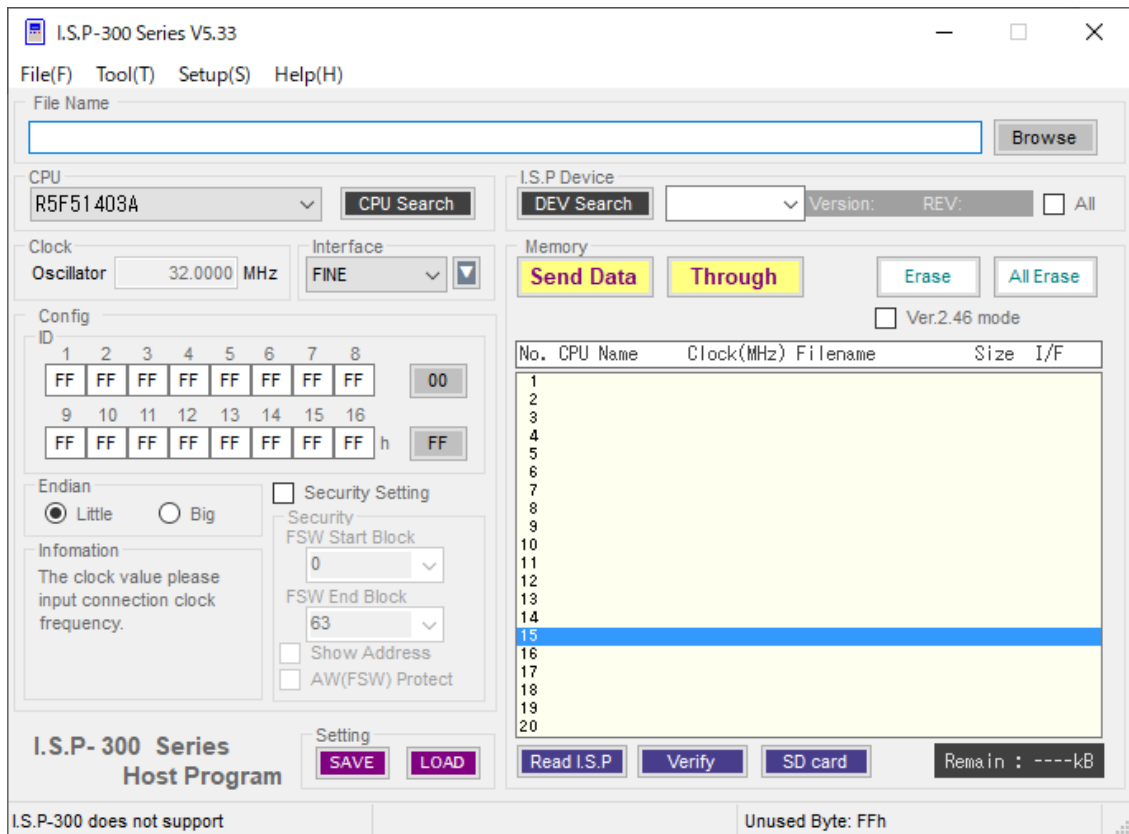 I.S.P-300 Series V5.33
File(F) Tool(T) Setup(S) Help(H)
File Name
Browse
CPU
R5F51403A
CPU Search
I.S.P Device
DEV Search
Version: REV:
All
Clock
Oscillator 32.0000 MHz
Interface
FINE
Memory
Send Data
Through
Erase
All Erase
Ver.2.46 mode
Config
ID
1 2 3 4 5 6 7 8
FF FF FF FF FF FF FF FF 00
9 10 11 12 13 14 15 16
FF FF FF FF FF FF FF FF h FF
Endian
Little Big
Infomation
The clock value please
input connection clock
frequency.
Security Setting
Security
FSW Start Block
0
FSW End Block
63
Show Address
AW(FSW) Protect
No. CPU Name Clock(MHz) Filename Size I/F
1
2
3
4
5
6
7
8
9
10
11
12
13
14
15
16
17
18
19
20
I.S.P- 300 Series
Host Program
Setting
SAVE LOAD
Read I.S.P Verify SD card
Remain : ----kB
I.S.P-300 does not support
Unused Byte: FFh